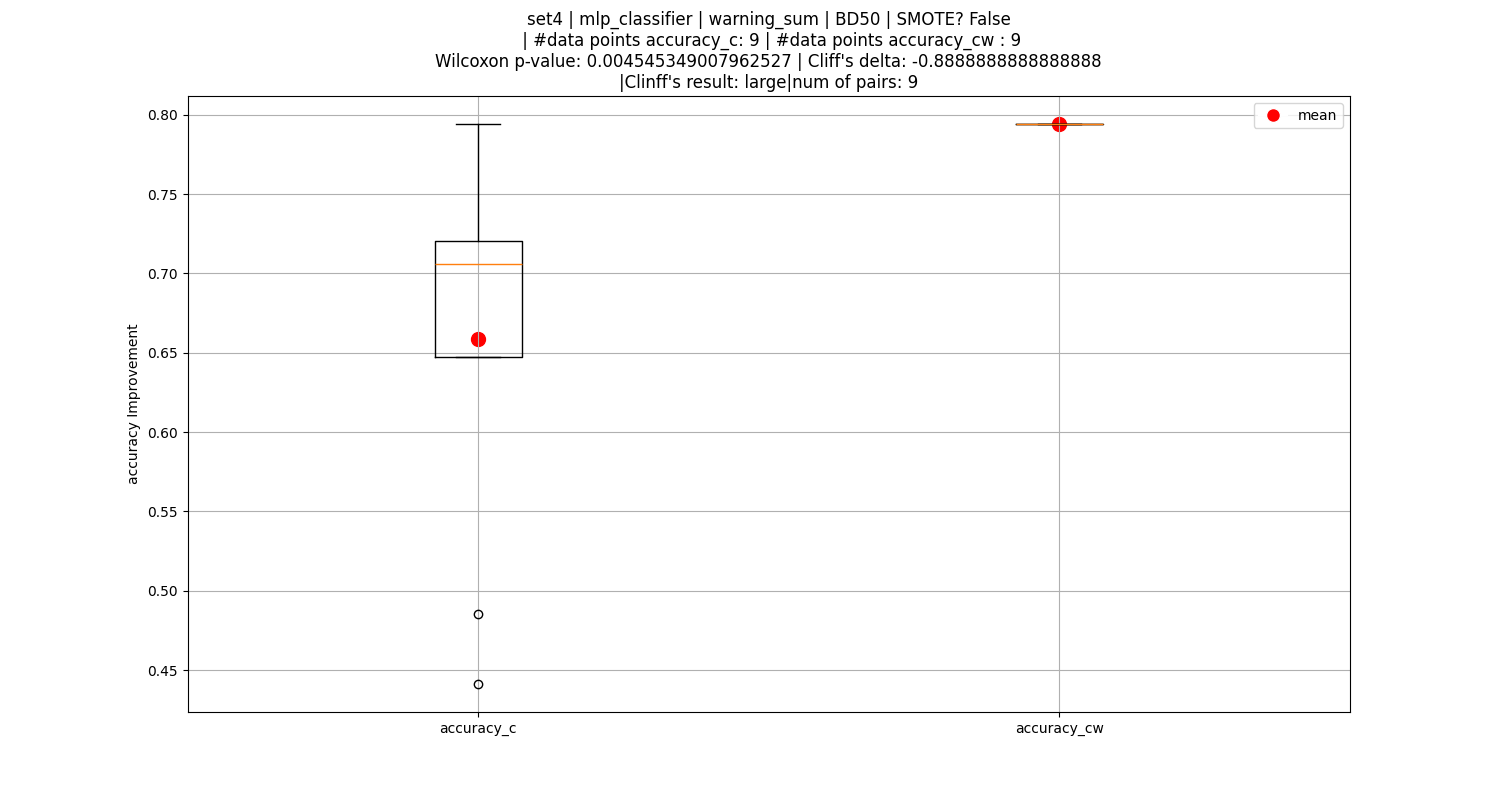 set4 | mlp_classifier | warning_sum | BD50 | SMOTE? False
| #data points accuracy_c: 9 | #data points accuracy_cw : 9
Wilcoxon p-value: 0.004545349007962527 | Cliff's delta: -0.8888888888888888
|Clinff's result: large|num of pairs: 9
mean
0.80
0.75
0.70
0.65
0.60
0.55
0.50
0.45
accuracy Improvement
accuracy_c
accuracy_cw